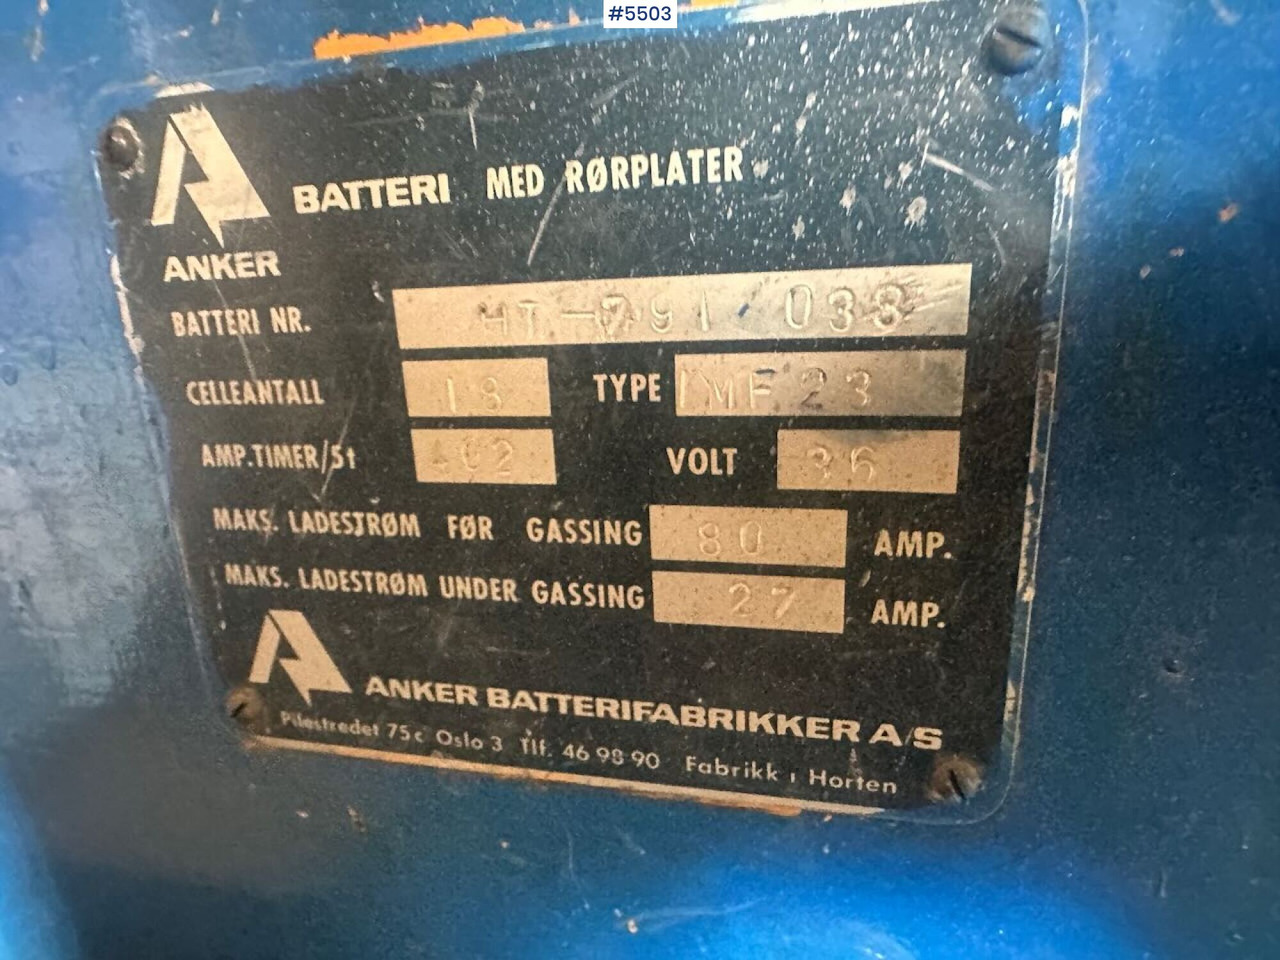 #5503
BATTERI MED RØRPLATER
ANKER
BATTERI NR. HT-791 038
CELLEANTALL 18 TYPE MF 23
AMP.TIMER/5t VOLT 36
MAKS. LADESTRØM FØR GASSING 80 AMP.
MAKS. LADESTRØM UNDER GASSING 27 AMP.
ANKER BATTERIFABRIKKER A/S
Pilestredet 75c Oslo 3 Tlf. 46 98 90 Fabrikk i Horten